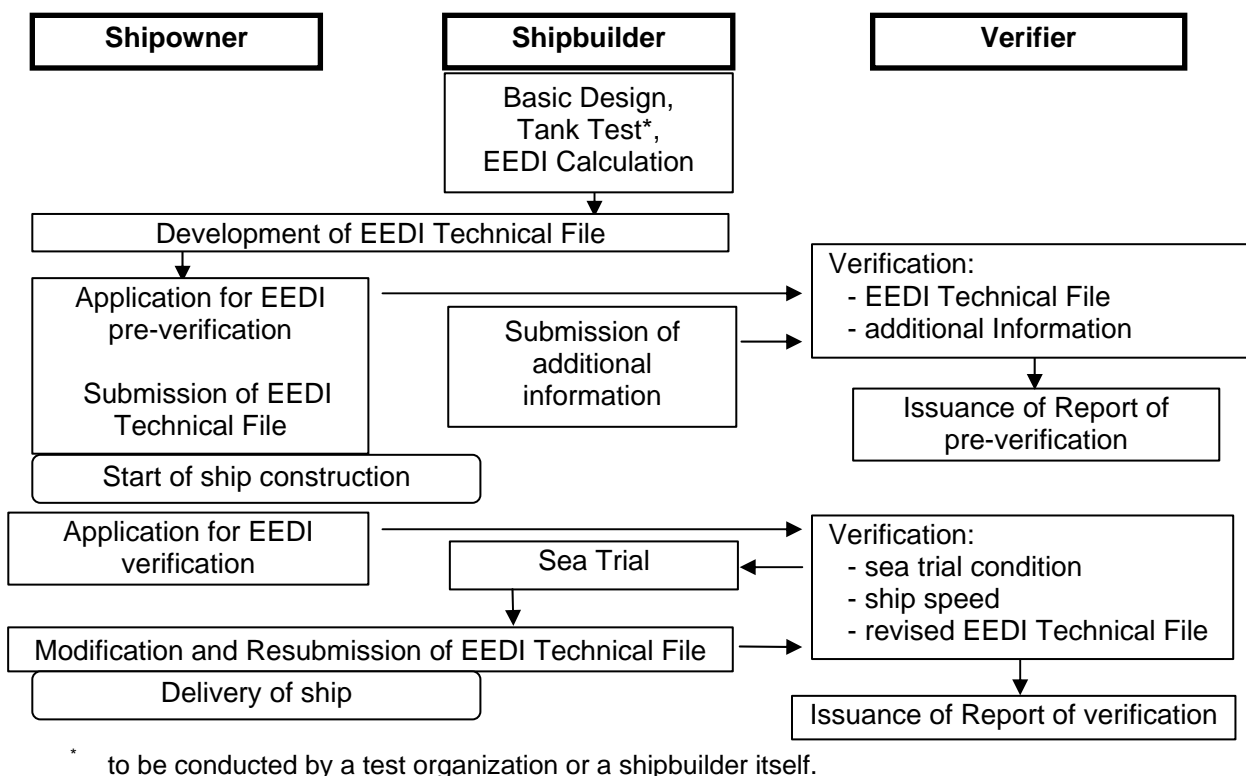 Shipowner
Shipbuilder
Verifier
Basic Design,
Tank Test*,
EEDI Calculation
Development of EEDI Technical File
Application for EEDI
pre-verification
Submission of EEDI
Technical File
Submission of
additional
information
Verification:
- EEDI Technical File
- additional Information
Issuance of Report of
pre-verification
Start of ship construction
Application for EEDI
verification
Sea Trial
Verification:
- sea trial condition
- ship speed
- revised EEDI Technical File
Modification and Resubmission of EEDI Technical File
Delivery of ship
Issuance of Report of verification
* to be conducted by a test organization or a shipbuilder itself.